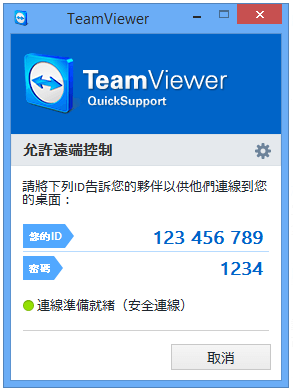 TeamViewer
TeamViewer
QuickSupport
允許遠端控制
請將下列ID告訴您的夥伴以供他們連線到您
的桌面：
您的ID
123 456 789
密碼
1234
連線準備就緒（安全連線）
取消